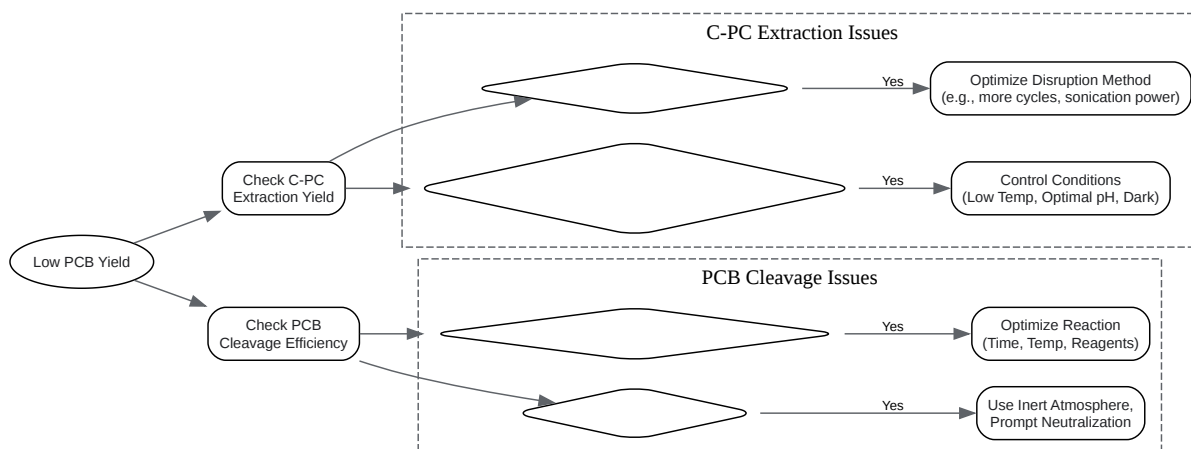 C-PC Extraction Issues
Yes
Optimize Disruption Method
(e.g., more cycles, sonication power)
Check C-PC
Extraction Yield
Yes
Control Conditions
(Low Temp, Optimal pH, Dark)
Low PCB Yield
PCB Cleavage Issues
Check PCB
Cleavage Efficiency
Yes
Optimize Reaction
(Time, Temp, Reagents)
Yes
Use Inert Atmosphere,
Prompt Neutralization